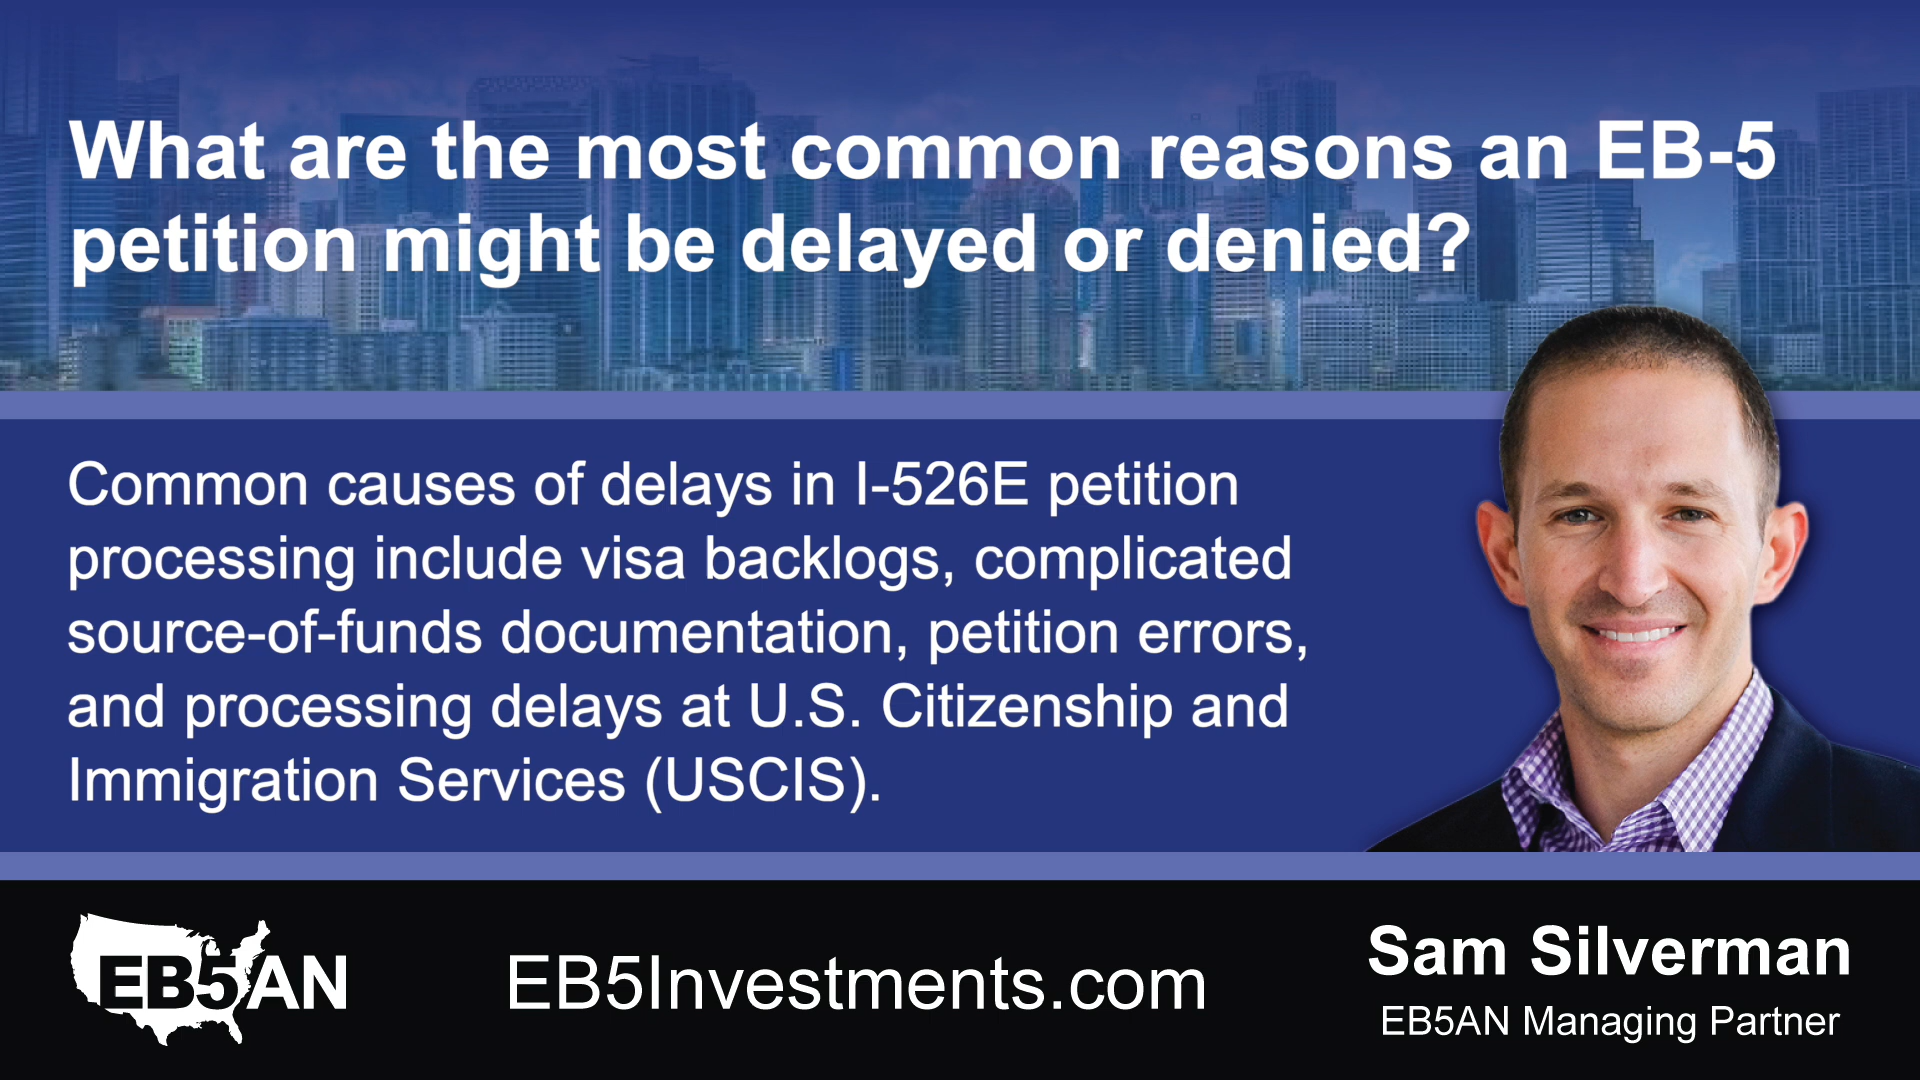 What are the most common reasons an EB-5
petition might be delayed or denied?
Common causes of delays in I-526E petition
processing include visa backlogs, complicated
source-of-funds documentation, petition errors,
and processing delays at U.S. Citizenship and
Immigration Services (USCIS).
EB5AN
EB5Investments.com
Sam Silverman
EB5AN Managing Partner